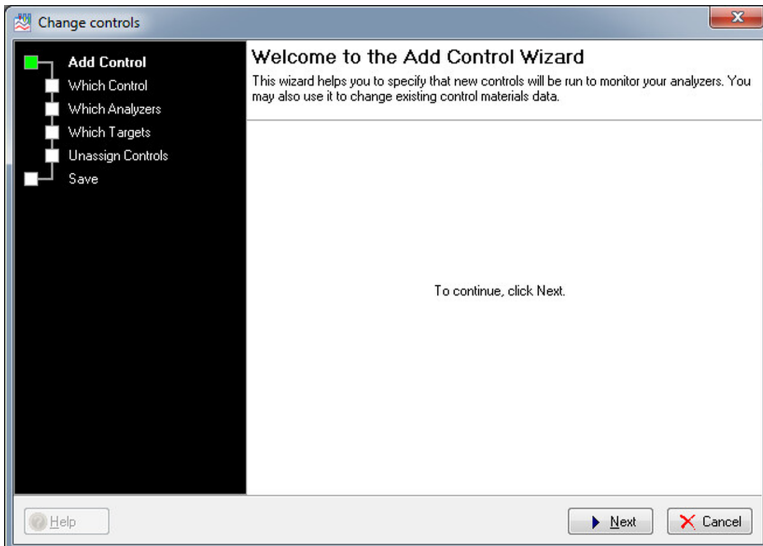 Change controls
Add Control
Which Control
Which Analyzers
Which Targets
Unassign Controls
Save
Welcome to the Add Control Wizard
This wizard helps you to specify that new controls will be run to monitor your analyzers. You
may also use it to change existing control materials data.
To continue, click Next.
Help
Next
Cancel